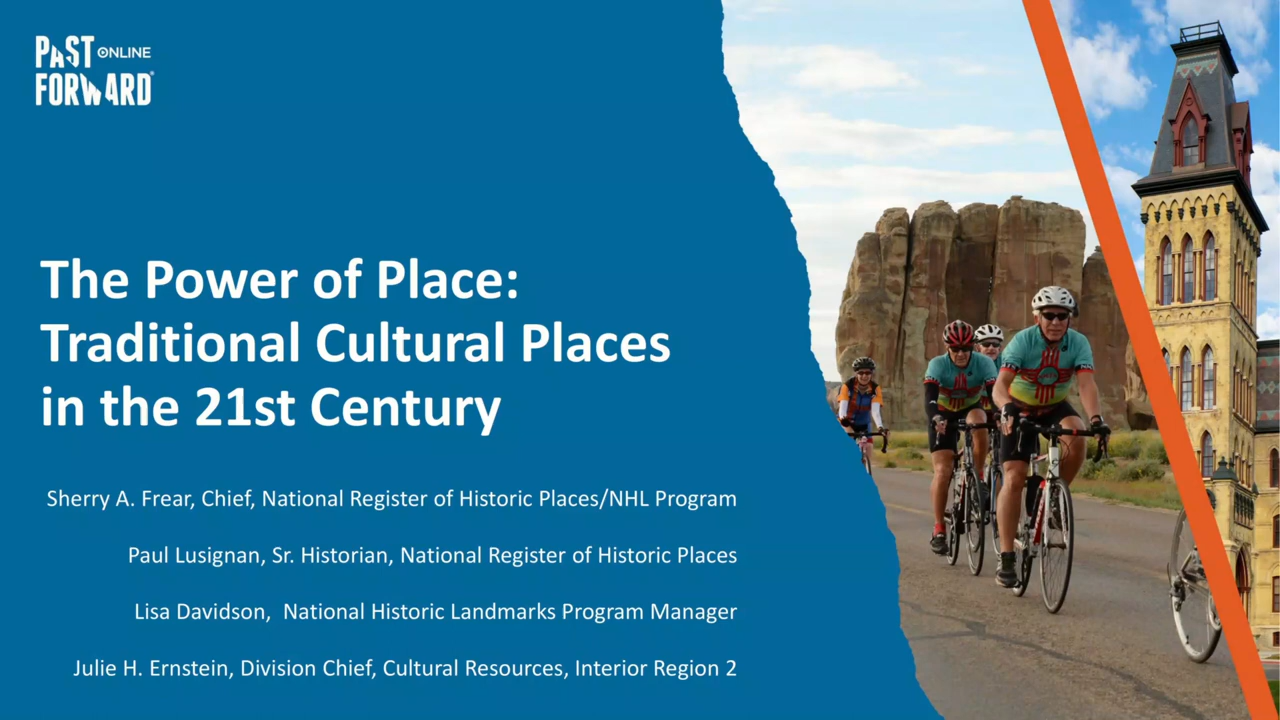 PAST ONLINE
FORWARD
The Power of Place:
Traditional Cultural Places
in the 21st Century
Sherry A. Frear, Chief, National Register of Historic Places/NHL Program
Paul Lusignan, Sr. Historian, National Register of Historic Places
Lisa Davidson, National Historic Landmarks Program Manager
Julie H. Ernstein, Division Chief, Cultural Resources, Interior Region 2